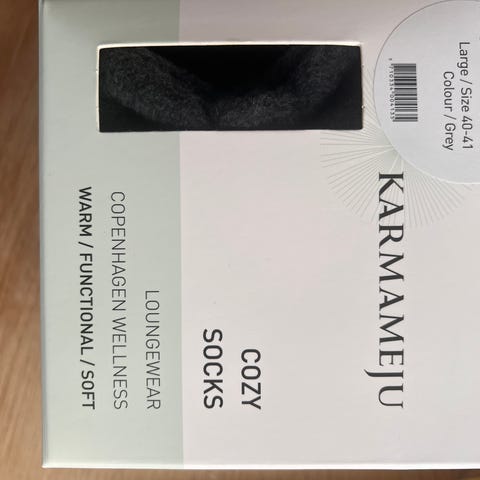 Large / Size 40-41
Colour / Grey
KARMAMEJU
COZY
SOCKS
LOUNGEWEAR
COPENHAGEN WELLNESS
WARM / FUNCTIONAL / SOFT